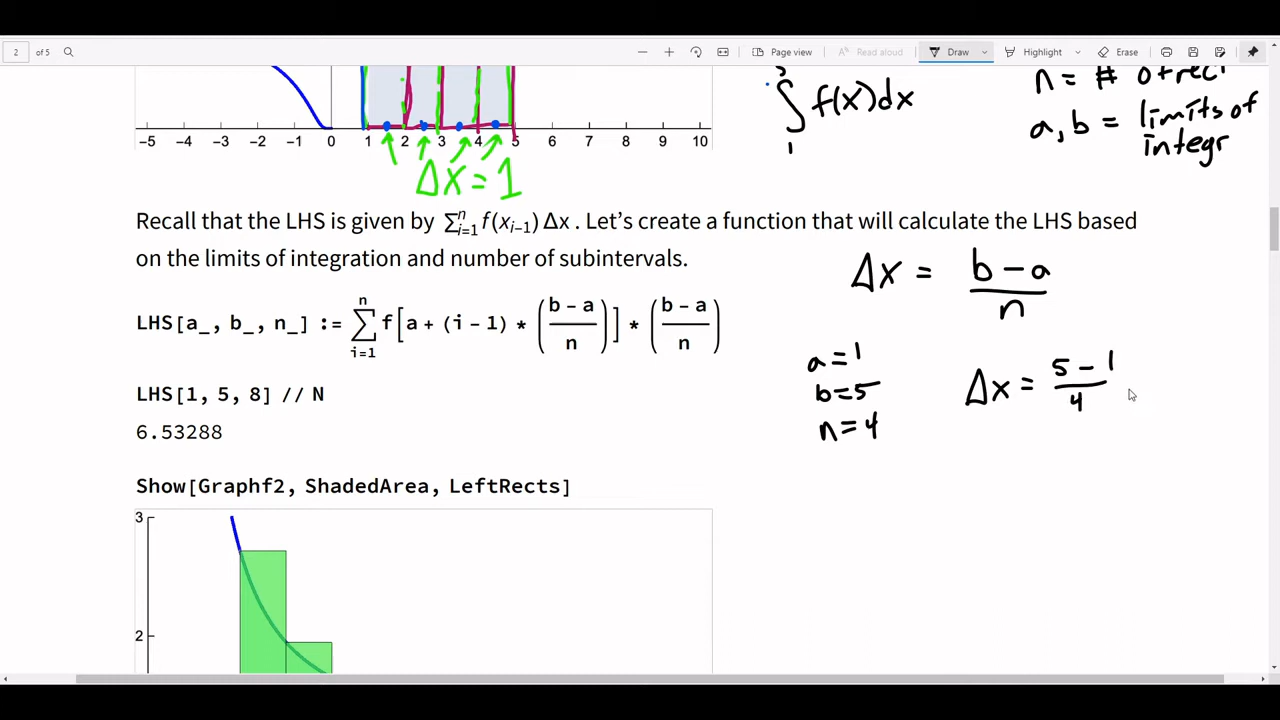 2 of 5 Page view Read aloud Draw Highlight Erase
n = # of rect
∫ f(x)dx
1
a, b = limits of
integr
-5 -4 -3 -2 -1 0 1 2 3 4 5 6 7 8 9 10
Δx = 1
Recall that the LHS is given by ∑ⁿᵢ₌₁ f(xᵢ₋₁) Δx . Let's create a function that will calculate the LHS based
on the limits of integration and number of subintervals.
Δx = (b - a)/n
LHS[a_, b_, n_] := ∑ⁿᵢ₌₁ f[a + (i - 1) * ((b - a)/n)] * ((b - a)/n)
a = 1
b = 5
n = 4
Δx = (5 - 1)/4
LHS[1, 5, 8] // N
6.53288
Show[Graphf2, ShadedArea, LeftRects]
3
2